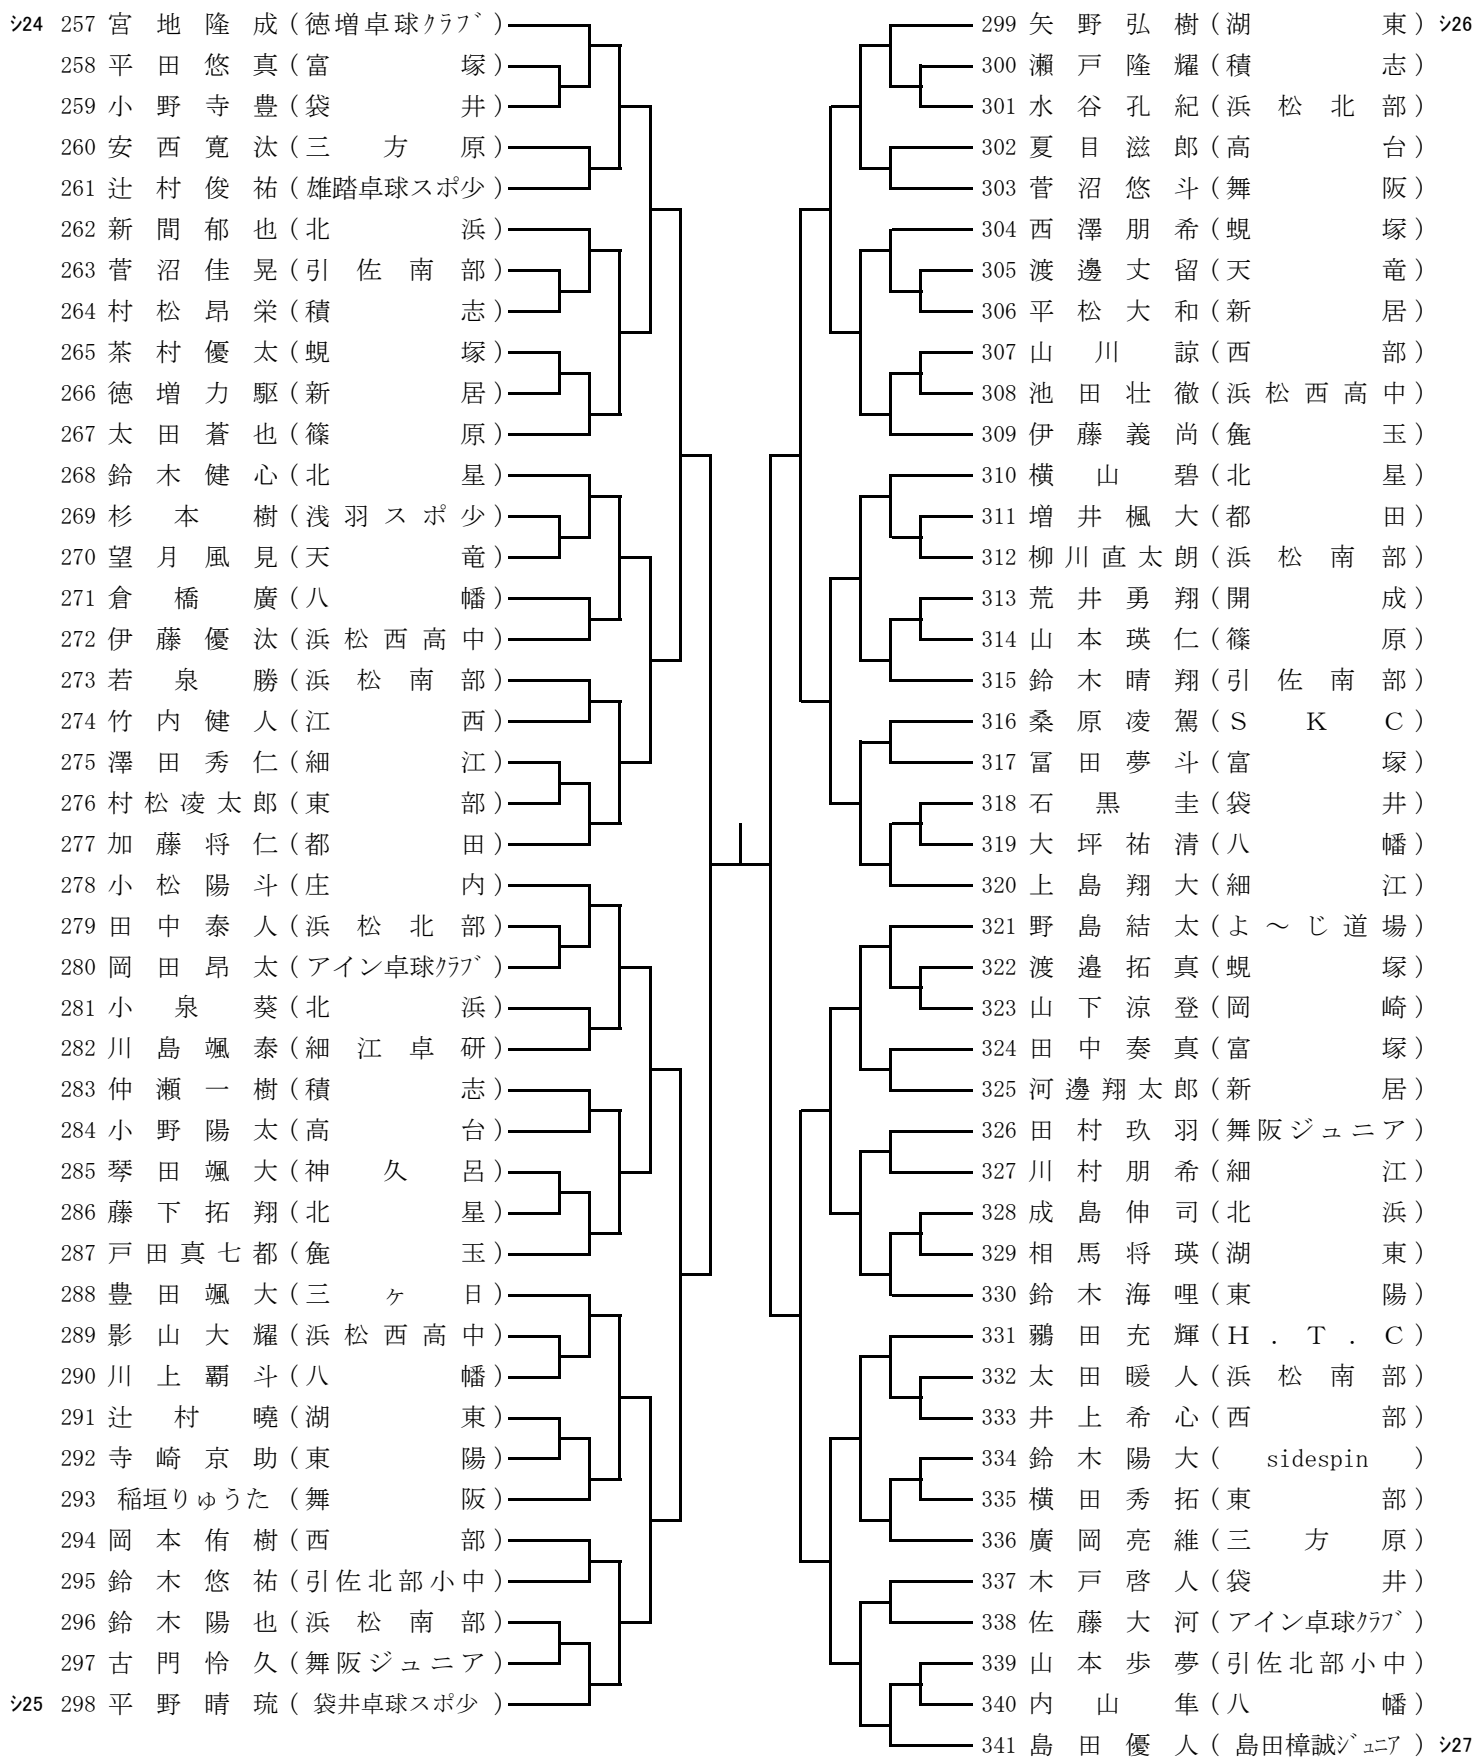 ｼ24 257 宮地隆成（徳増卓球ｸﾗﾌﾞ）
258 平田悠真（富塚）
259 小野寺豊（袋井）
260 安西寛汰（三方原）
261 辻村俊祐（雄踏卓球スポ少）
262 新間郁也（北浜）
263 菅沼佳晃（引佐南部）
264 村松昂栄（積志）
265 茶村優太（蜆塚）
266 徳増力駆（新居）
267 太田蒼也（篠原）
268 鈴木健心（北星）
269 杉本樹（浅羽スポ少）
270 望月風見（天竜）
271 倉橋廣（八幡）
272 伊藤優汰（浜松西高中）
273 若泉勝（浜松南部）
274 竹内健人（江西）
275 澤田秀仁（細江）
276 村松凌太郎（東部）
277 加藤将仁（都田）
278 小松陽斗（庄内）
279 田中泰人（浜松北部）
280 岡田昂太（アイン卓球ｸﾗﾌﾞ）
281 小泉葵（北浜）
282 川島颯泰（細江卓研）
283 仲瀬一樹（積志）
284 小野陽太（高台）
285 琴田颯大（神久呂）
286 藤下拓翔（北星）
287 戸田真七都（麁玉）
288 豊田颯大（三ヶ日）
289 影山大耀（浜松西高中）
290 川上覇斗（八幡）
291 辻村曉（湖東）
292 寺崎京助（東陽）
293 稲垣りゅうた（舞阪）
294 岡本侑樹（西部）
295 鈴木悠祐（引佐北部小中）
296 鈴木陽也（浜松南部）
297 古門怜久（舞阪ジュニア）
ｼ25 298 平野晴琉（袋井卓球スポ少）
299 矢野弘樹（湖東）ｼ26
300 瀬戸隆耀（積志）
301 水谷孔紀（浜松北部）
302 夏目滋郎（高台）
303 菅沼悠斗（舞阪）
304 西澤朋希（蜆塚）
305 渡邊丈留（天竜）
306 平松大和（新居）
307 山川諒（西部）
308 池田壮徹（浜松西高中）
309 伊藤義尚（麁玉）
310 横山碧（北星）
311 増井楓大（都田）
312 柳川直太朗（浜松南部）
313 荒井勇翔（開成）
314 山本瑛仁（篠原）
315 鈴木晴翔（引佐南部）
316 桑原凌駕（ＳＫＣ）
317 冨田夢斗（富塚）
318 石黒圭（袋井）
319 大坪祐清（八幡）
320 上島翔大（細江）
321 野島結太（よ～じ道場）
322 渡邉拓真（蜆塚）
323 山下涼登（岡崎）
324 田中奏真（富塚）
325 河邊翔太郎（新居）
326 田村玖羽（舞阪ジュニア）
327 川村朋希（細江）
328 成島伸司（北浜）
329 相馬将瑛（湖東）
330 鈴木海哩（東陽）
331 鶸田充輝（Ｈ．Ｔ．Ｃ）
332 太田暖人（浜松南部）
333 井上希心（西部）
334 鈴木陽大（sidespin）
335 横田秀拓（東部）
336 廣岡亮維（三方原）
337 木戸啓人（袋井）
338 佐藤大河（アイン卓球ｸﾗﾌﾞ）
339 山本歩夢（引佐北部小中）
340 内山隼（八幡）
341 島田優人（島田樟誠ｼﾞｭﾆｱ）ｼ27